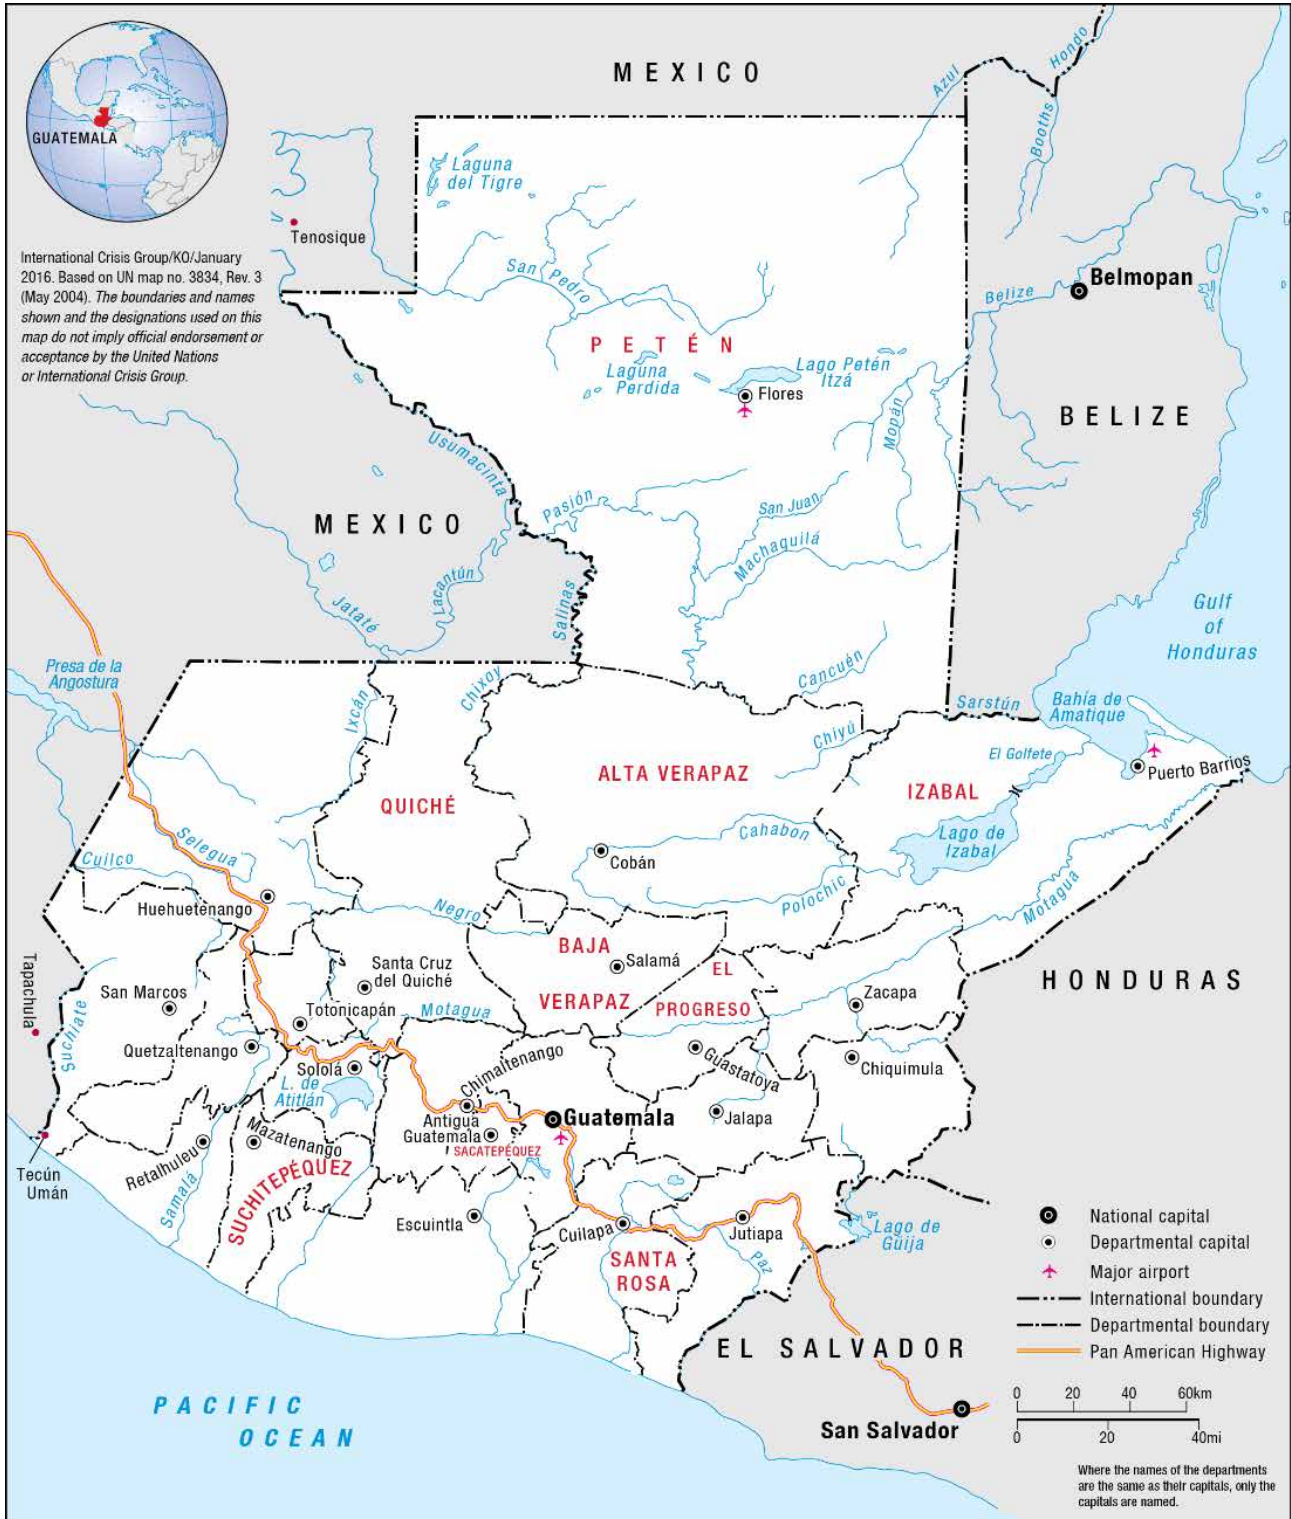 MEXICO
GUATEMALA
Azul
Hondo
Booths
Laguna
del Tigre
Tenosique
International Crisis Group/KO/January
2016. Based on UN map no. 3834, Rev. 3
(May 2004). The boundaries and names
shown and the designations used on this
map do not imply official endorsement or
acceptance by the United Nations
or International Crisis Group.
San Pedro
Belize
Belmopan
PETÉN
Laguna
Perdida
Lago Petén
Itzá
Flores
Mopán
BELIZE
Usumacinta
MEXICO
Pasión
San Juan
Machaquilá
Lacantún
Jataté
Salinas
Gulf
of
Honduras
Presa de la
Angostura
Ixcán
Chixoy
Cancuén
Sarstún
Bahía de
Amatique
Chiyú
El Golfete
Puerto Barrios
ALTA VERAPAZ
IZABAL
QUICHÉ
Cahabon
Lago de
Izabal
Selegua
Cuilco
Cobán
Polochic
Motagua
Huehuetenango
Negro
BAJA
VERAPAZ
Salamá
EL
PROGRESO
HONDURAS
Tapachula
Suchiate
San Marcos
Santa Cruz
del Quiché
Totonicapán
Motagua
Zacapa
Quetzaltenango
Sololá
L. de
Atitlán
Chimaltenango
Guastatoya
Chiquimula
Antigua
Guatemala
SACATEPÉQUEZ
Guatemala
Jalapa
Mazatenango
Retalhuleu
SUCHITEPÉQUEZ
Samalá
Tecún
Umán
Escuintla
Cuilapa
Jutiapa
Lago de
Güija
SANTA
ROSA
Paz
EL SALVADOR
San Salvador
PACIFIC
OCEAN
National capital
Departmental capital
Major airport
International boundary
Departmental boundary
Pan American Highway
0 20 40 60km
0 20 40mi
Where the names of the departments
are the same as their capitals, only the
capitals are named.